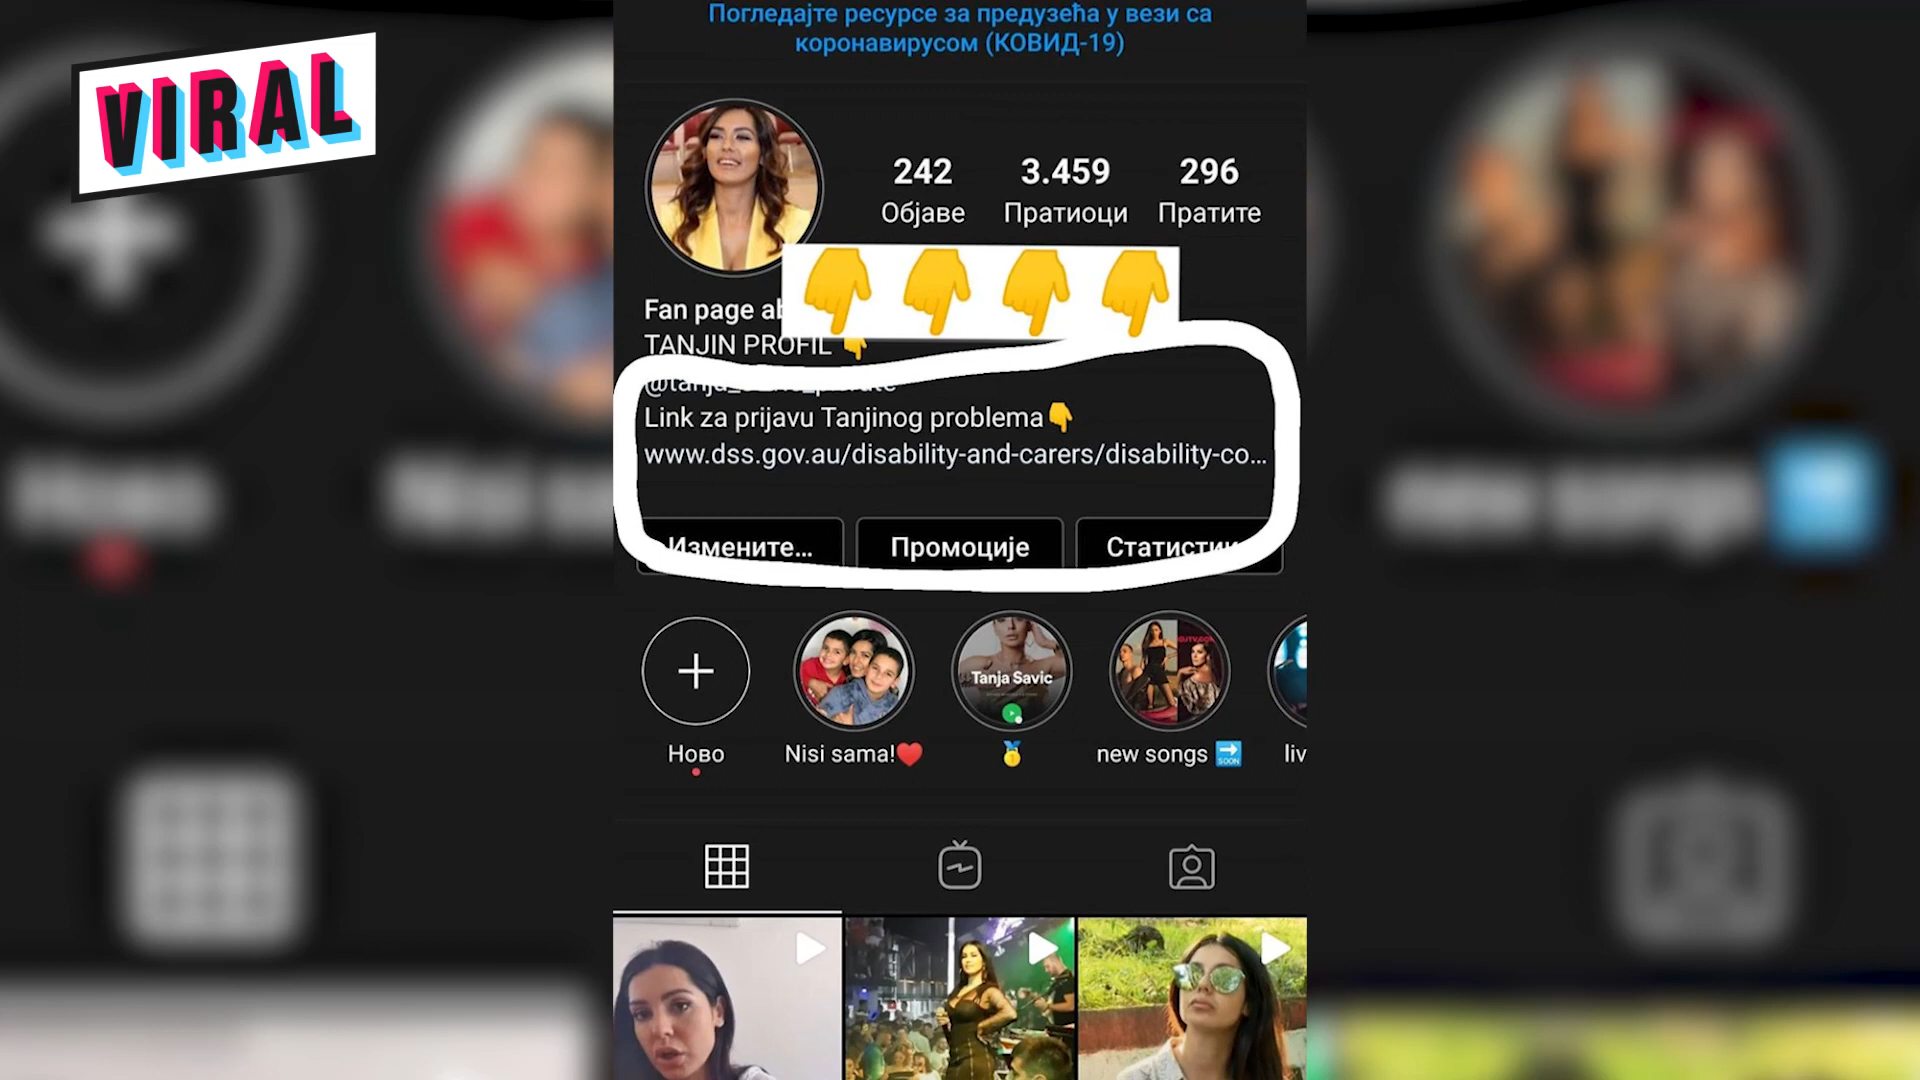 VIRAL
Погледајте ресурсе за предузећа у вези са
коронавирусом (КОВИД-19)
242 3.459 296
Објаве Пратиоци Пратите
Fan page
TANJIN PROFIL
Link za prijavu Tanjinog problema
www.dss.gov.au/disability-and-carers/disability-co...
Измените... Промоције Статистик
Tanja Savic
Ново Nisi sama! new songs SOON liv